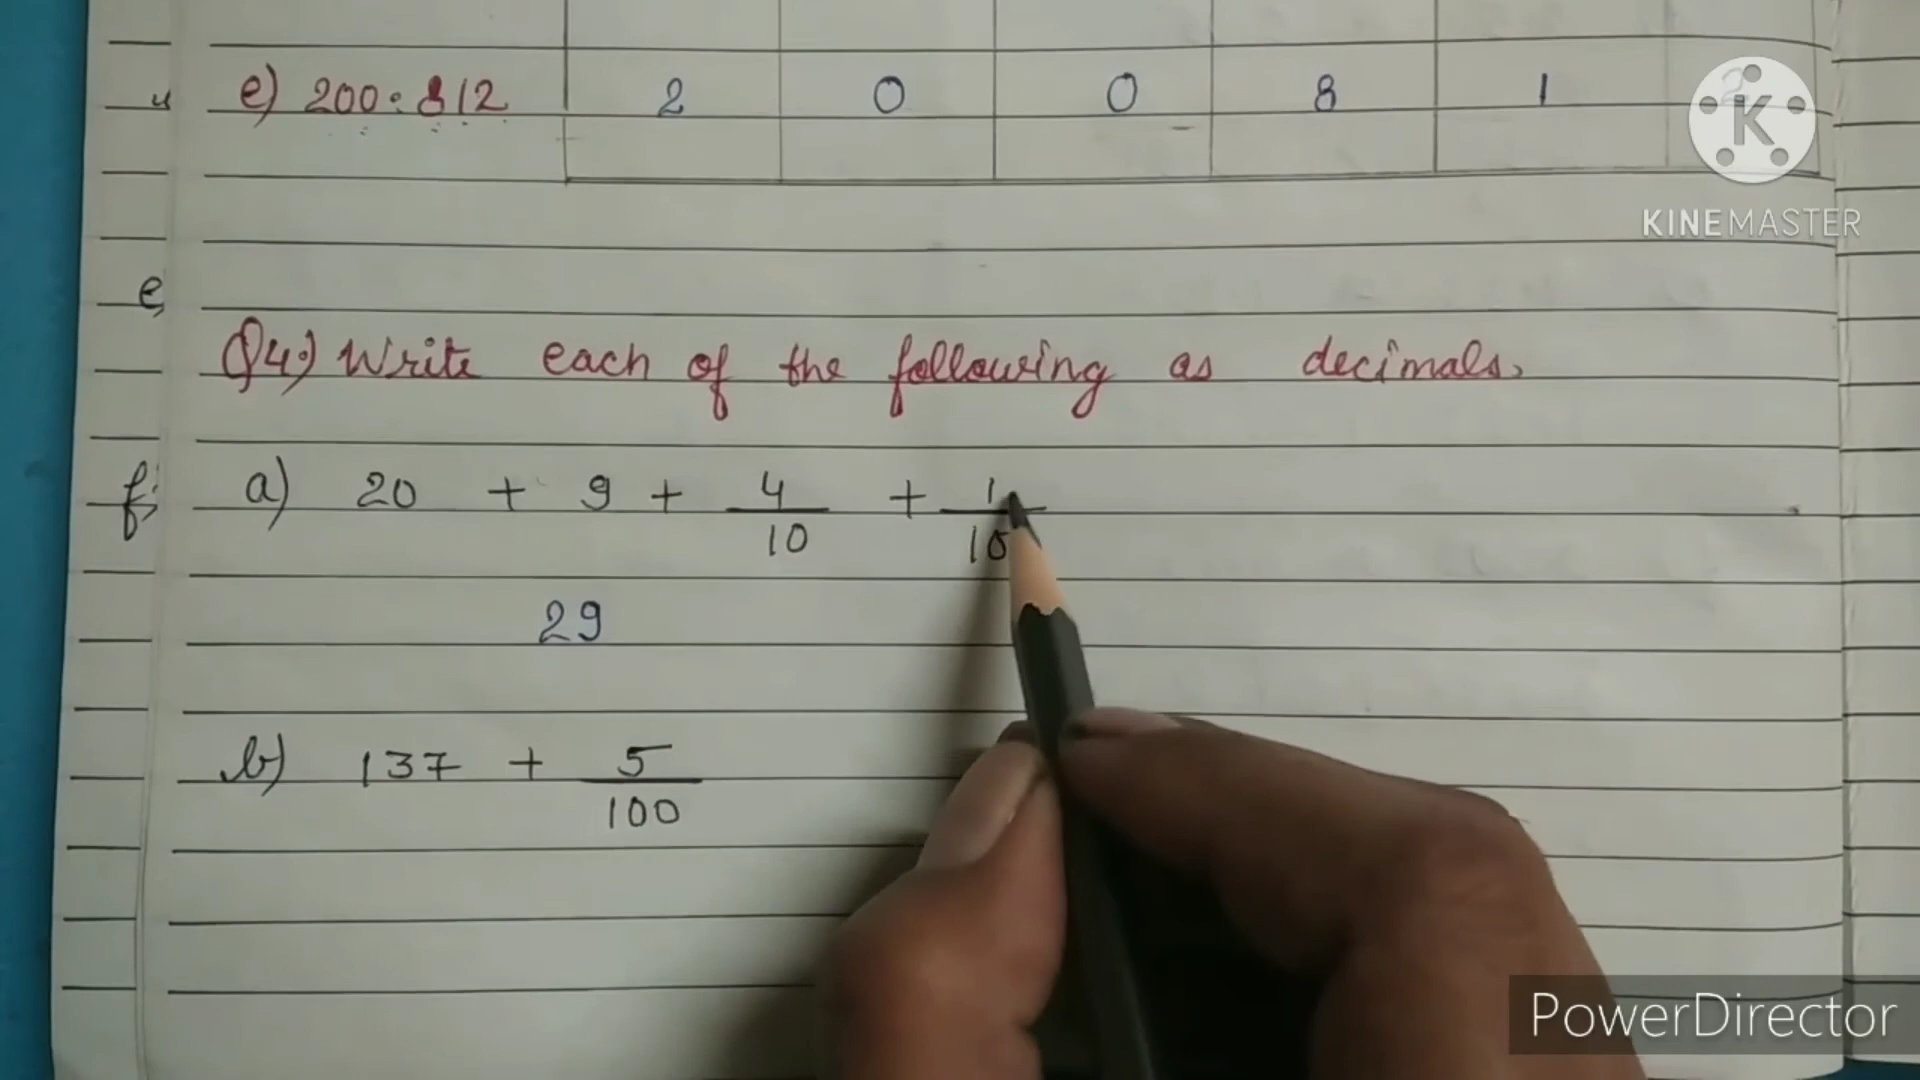 e) 200.812 2 0 0 8 1 2
K
KINEMASTER
e
Q4.) Write each of the following as decimals.
f;
a) 20 + 9 + 4/10 + 1/10
29
b) 137 + 5/100
PowerDirector